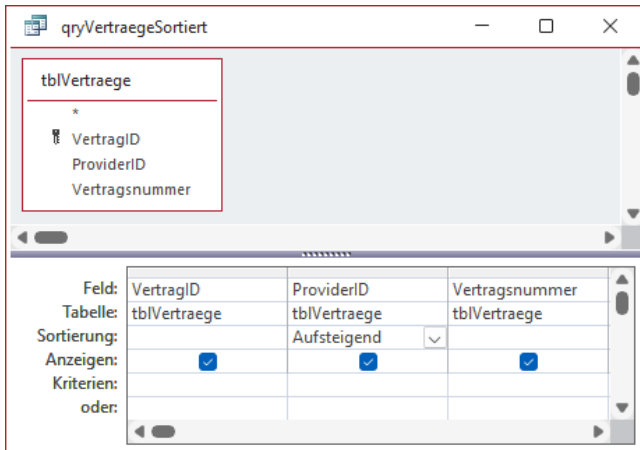 qryVertraegeSortiert
tblVertraege
*
VertragID
ProviderID
Vertragsnummer
Feld: VertragID ProviderID Vertragsnummer
Tabelle: tblVertraege tblVertraege tblVertraege
Sortierung: Aufsteigend
Anzeigen:
Kriterien:
oder: